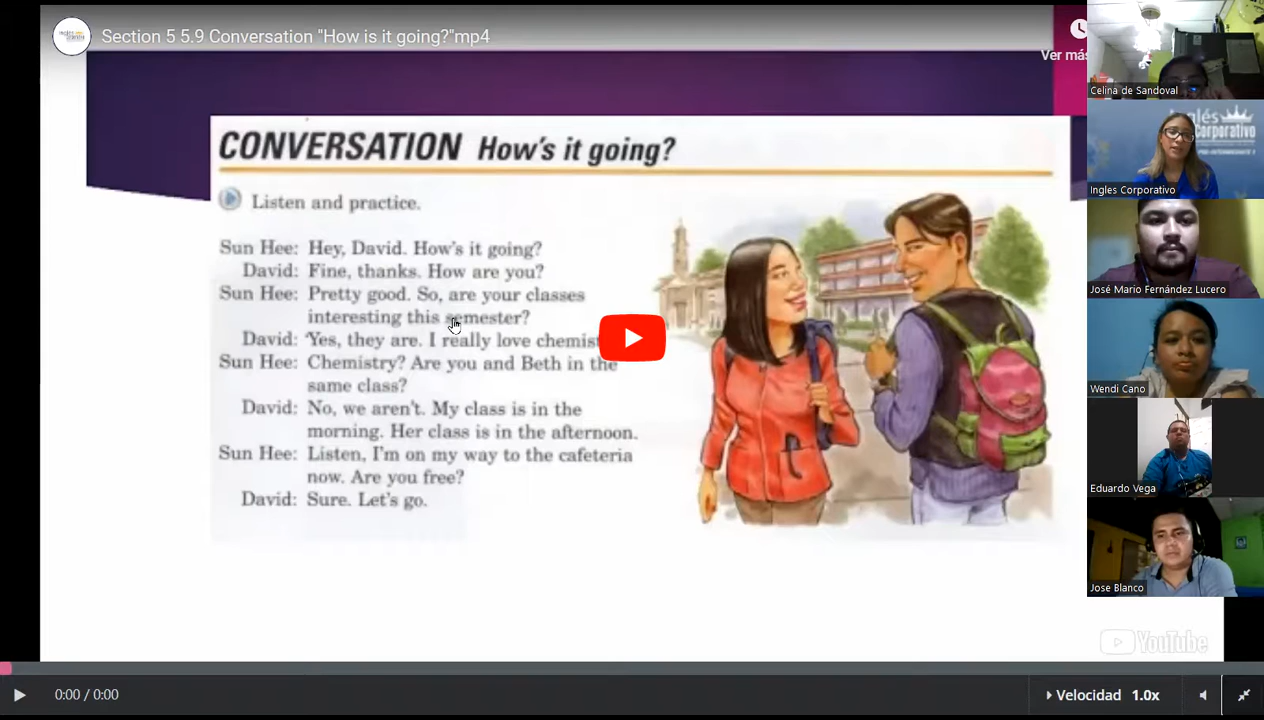 Section 5 5.9 Conversation "How is it going?"mp4
Ver más
CONVERSATION How's it going?
Listen and practice.
Sun Hee: Hey, David. How's it going?
David: Fine, thanks. How are you?
Sun Hee: Pretty good. So, are your classes
interesting this semester?
David: Yes, they are. I really love chemist
Sun Hee: Chemistry? Are you and Beth in the
same class?
David: No, we aren't. My class is in the
morning. Her class is in the afternoon.
Sun Hee: Listen, I'm on my way to the cafeteria
now. Are you free?
David: Sure. Let's go.
Celina de Sandoval
Inglés
Corporativo
Ingles Corporativo
José Mario Fernández Lucero
Wendi Cano
Eduardo Vega
Jose Blanco
YouTube
0:00 / 0:00
Velocidad 1.0x